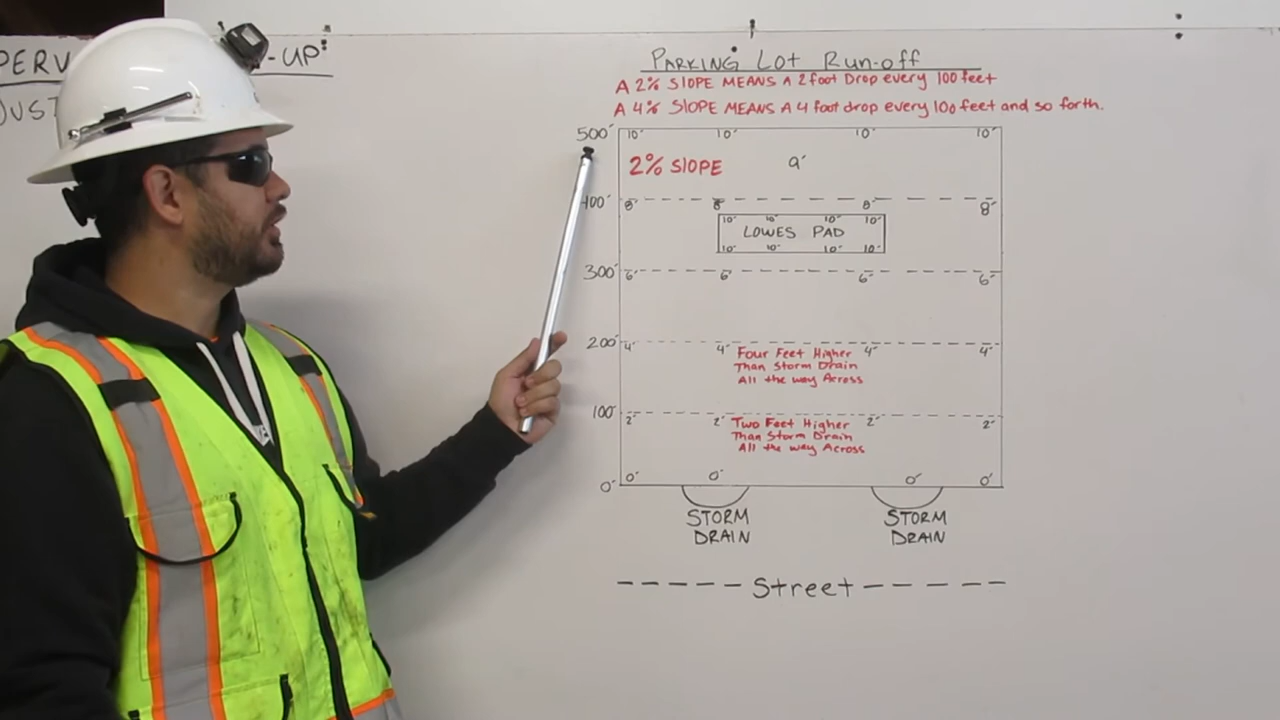 PERV -UP:
JUST
PARKING LOT RUN-OFF
A 2% SLOPE MEANS A 2 foot Drop every 100 feet
A 4% SLOPE MEANS A 4 foot drop every 100 feet and so forth.
500' 10' 10' 10' 10'
2% SLOPE 9'
400' 8' 8' 8' 8'
10' 10' 10' 10'
LOWES PAD
10' 10' 10' 10'
300' 6' 6' 6' 6'
200' 4' 4' 4' 4'
Four Feet Higher
Than Storm Drain
All the way Across
100' 2' 2' 2' 2'
Two Feet Higher
Than Storm Drain
All the way Across
0' 0' 0' 0' 0'
STORM DRAIN
STORM DRAIN
Street